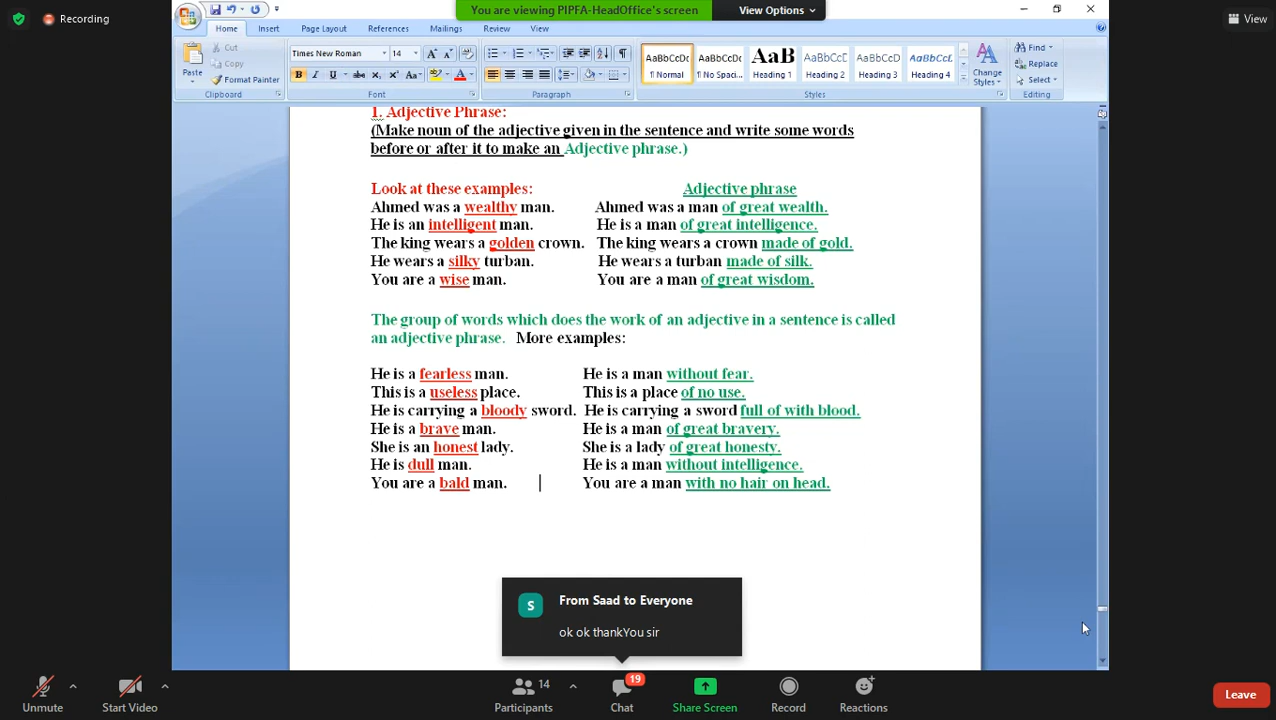 You are viewing PIPFA-HeadOffice's screen
View Options
Recording
View
Home Insert Page Layout References Mailings Review View
Paste
Cut
Copy
Format Painter
Clipboard
Times New Roman 14
B I U abc X₂ X² Aa
Font
Paragraph
AaBbCcDc
¶ Normal
AaBbCcDc
¶ No Spaci...
AaB
Heading 1
AaBbCcI
Heading 2
AaBbCcDc
Heading 3
AaBbCcD
Heading 4
Change
Styles
Styles
Find
Replace
Select
Editing
1. Adjective Phrase:
(Make noun of the adjective given in the sentence and write some words
before or after it to make an Adjective phrase.)
Look at these examples: Adjective phrase
Ahmed was a wealthy man. Ahmed was a man of great wealth.
He is an intelligent man. He is a man of great intelligence.
The king wears a golden crown. The king wears a crown made of gold.
He wears a silky turban. He wears a turban made of silk.
You are a wise man. You are a man of great wisdom.
The group of words which does the work of an adjective in a sentence is called
an adjective phrase. More examples:
He is a fearless man. He is a man without fear.
This is a useless place. This is a place of no use.
He is carrying a bloody sword. He is carrying a sword full of with blood.
He is a brave man. He is a man of great bravery.
She is an honest lady. She is a lady of great honesty.
He is dull man. He is a man without intelligence.
You are a bald man. You are a man with no hair on head.
S
From Saad to Everyone
ok ok thankYou sir
Unmute
Start Video
14
Participants
19
Chat
Share Screen
Record
Reactions
Leave